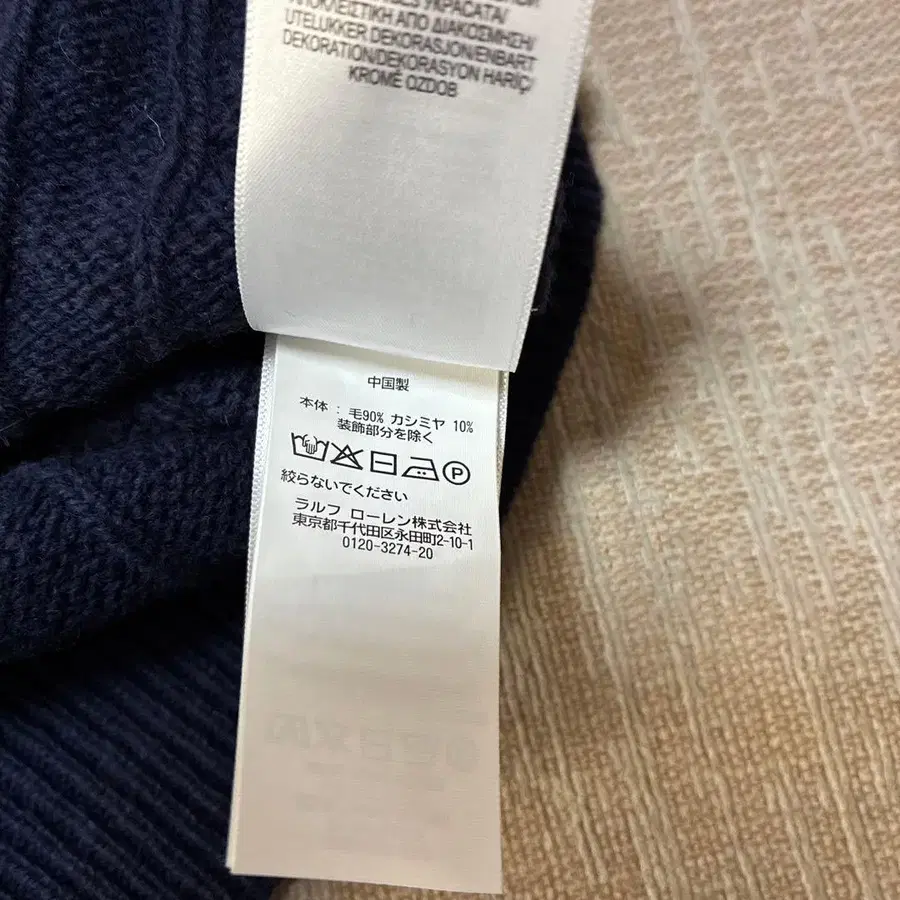 УКРАСАТА/
ΑΠΟΚΛΕΙΣΤΙΚΗ ΑΠΟ ΔΙΑΚΟΣΜΗΣΗ/
UTELUKKER DEKORASJON/ENBART
DEKORATION/DEKORASYON HARİÇ/
KROMĚ OZDOB
中国製
本体 : 毛90% カシミヤ 10%
装飾部分を除く
P
絞らないでください
ラルフ ローレン株式会社
東京都千代田区永田町2-10-1
0120-3274-20